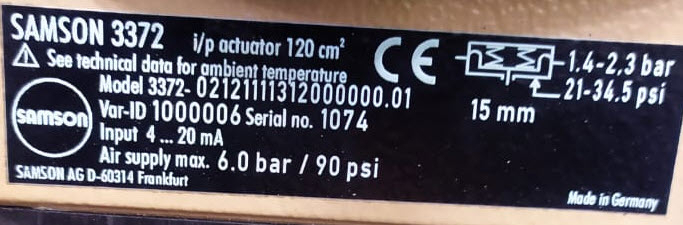 SAMSON 3372 i/p actuator 120 cm²
⚠ See technical data for ambient temperature
Model 3372- 02121111312000000.01
samson
Var-ID 1000006 Serial no. 1074
Input 4 ... 20 mA
Air supply max. 6.0 bar / 90 psi
SAMSON AG D-60314 Frankfurt
CE
1.4-2.3 bar
21-34.5 psi
15 mm
Made in Germany